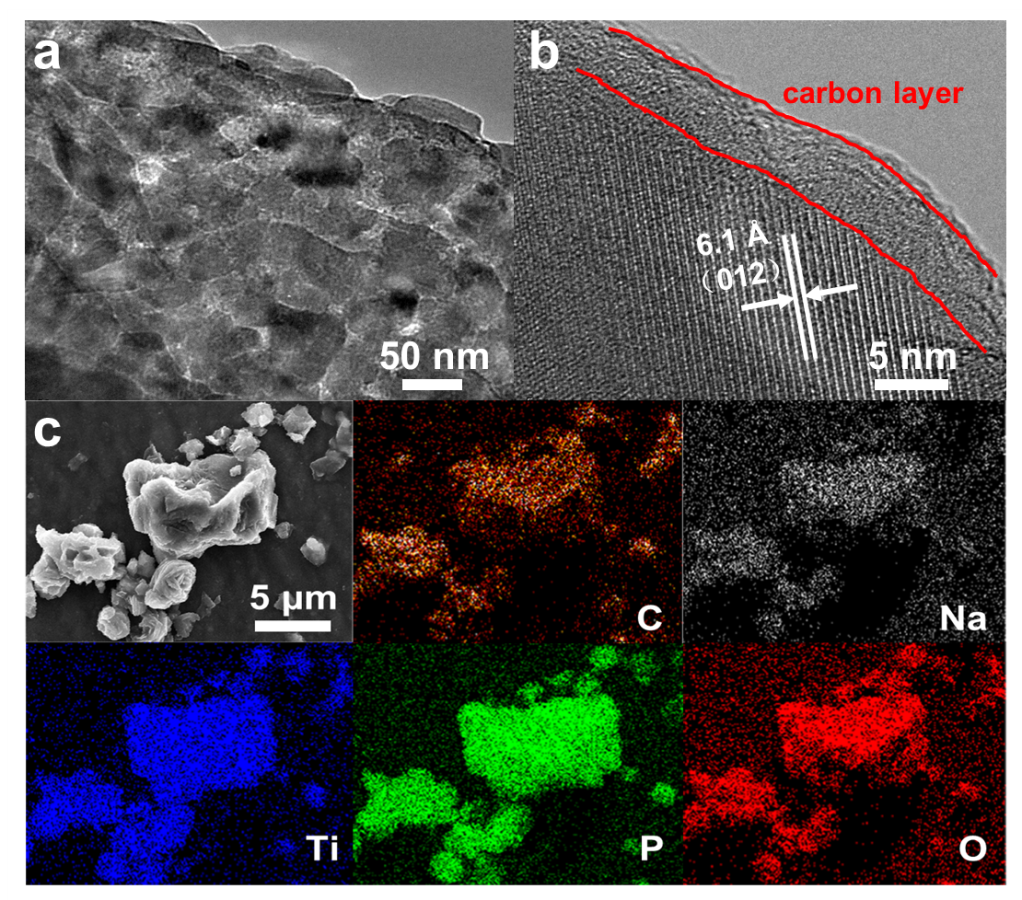 a
50 nm
b
carbon layer
6.1 Å
（012）
5 nm
c
5 μm
C
Na
Ti
P
O